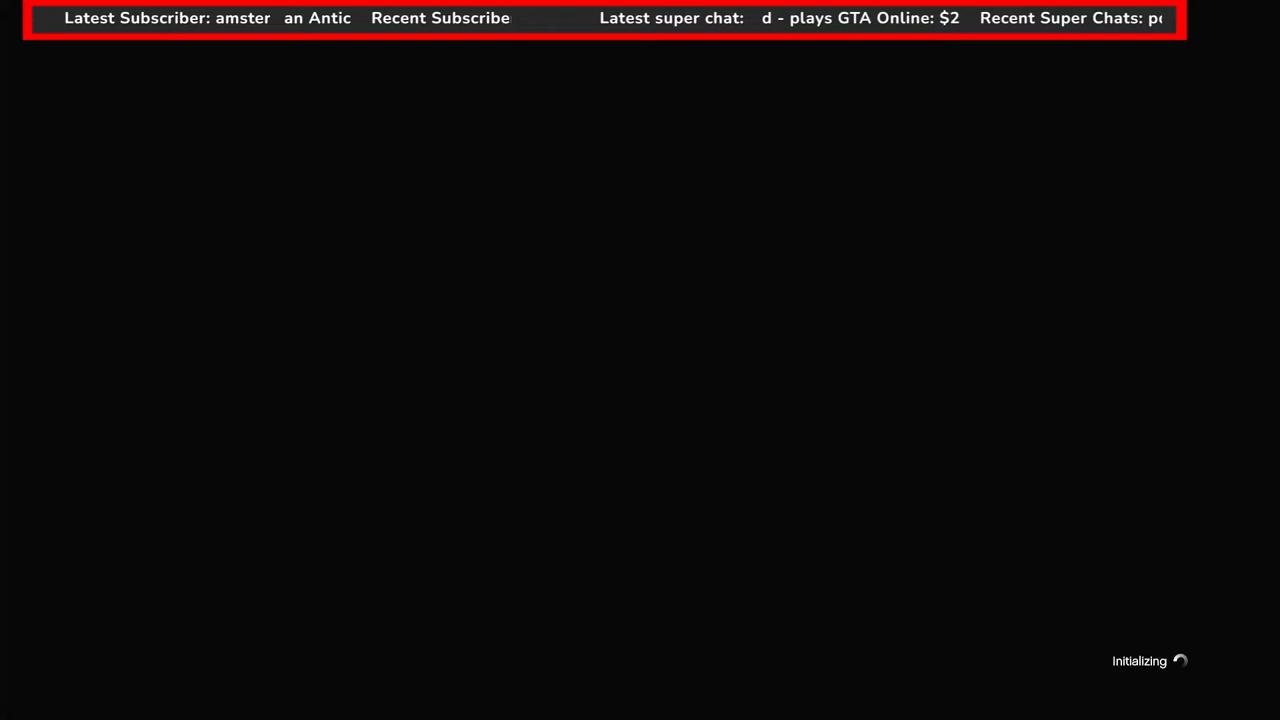 Latest Subscriber: amster an Antic Recent Subscribe Latest super chat: d - plays GTA Online: $2 Recent Super Chats:
Initializing